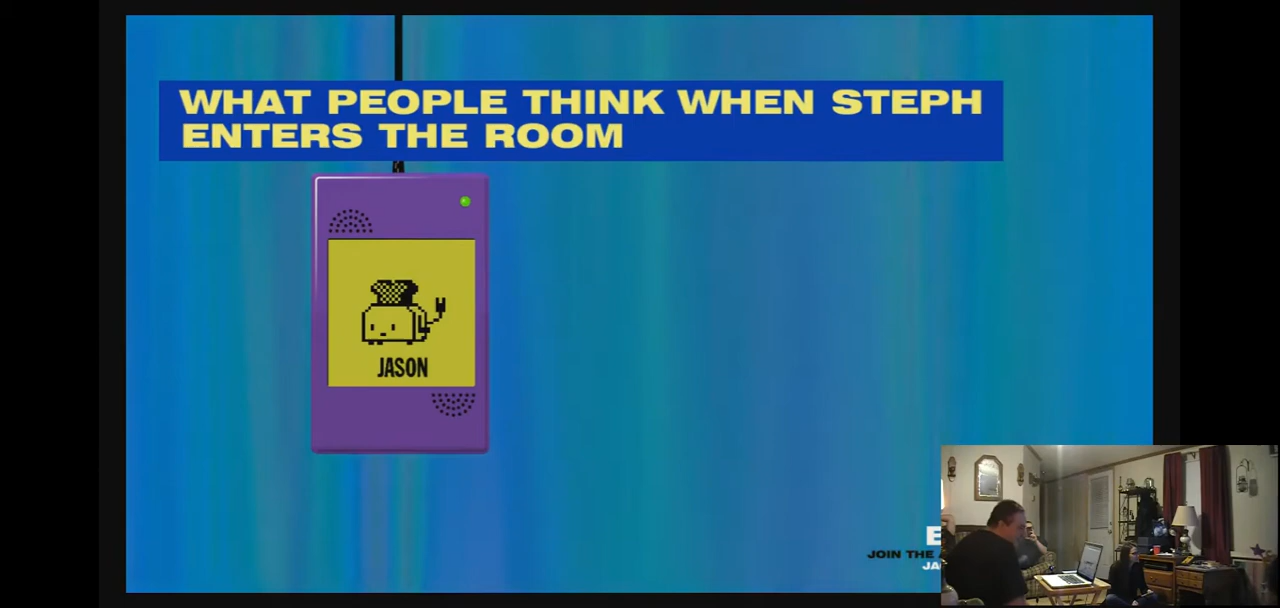 WHAT PEOPLE THINK WHEN STEPH
ENTERS THE ROOM
JASON
JOIN THE